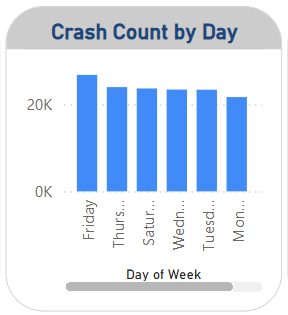 Crash Count by Day
20K
0K
Friday
Thurs...
Satur...
Wedn...
Tuesd...
Mon...
Day of Week